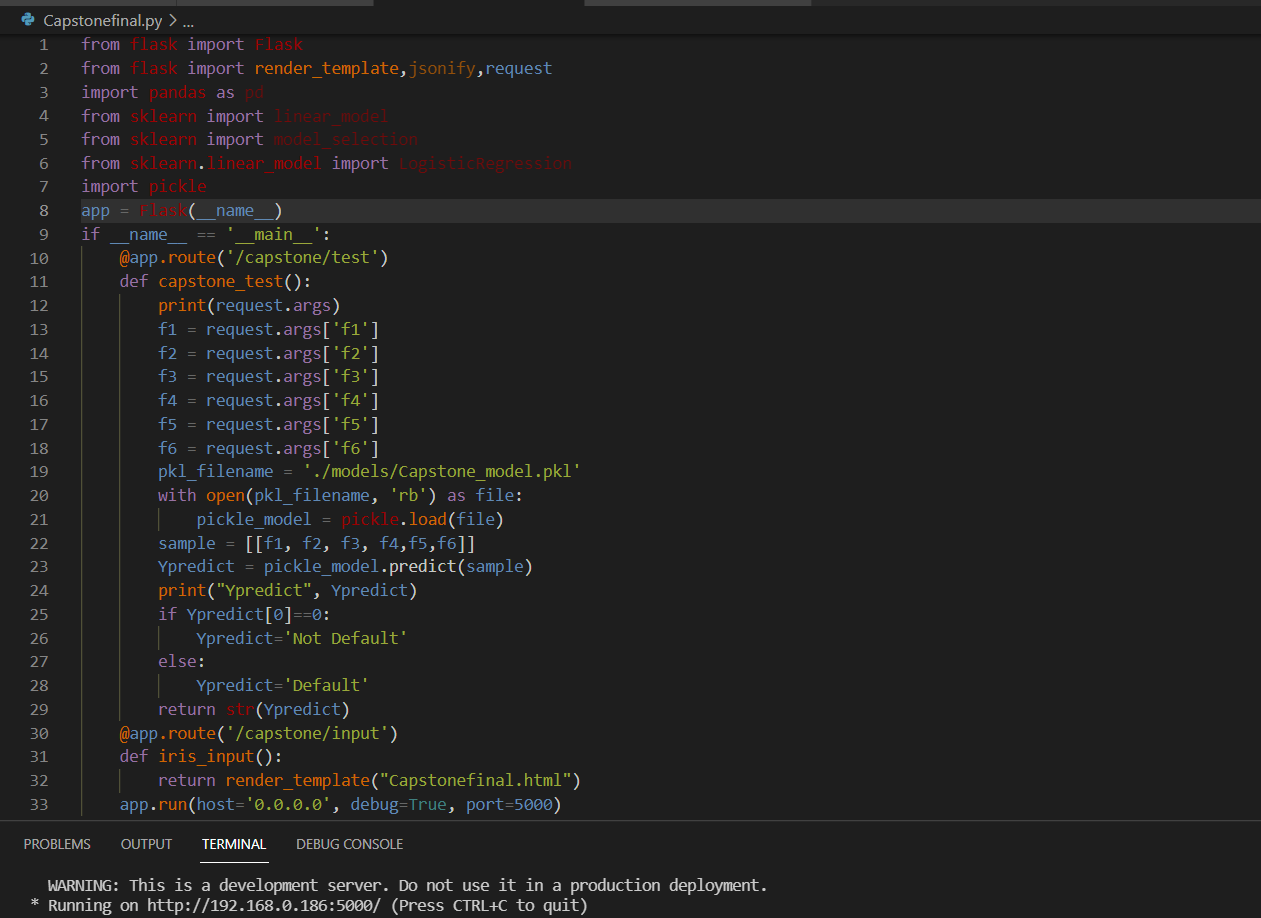 Capstonefinal.py > ...
1 from flask import Flask
2 from flask import render_template,jsonify,request
3 import pandas as pd
4 from sklearn import linear_model
5 from sklearn import model_selection
6 from sklearn.linear_model import LogisticRegression
7 import pickle
8 app = Flask(__name__)
9 if __name__ == '__main__':
10     @app.route('/capstone/test')
11     def capstone_test():
12         print(request.args)
13         f1 = request.args['f1']
14         f2 = request.args['f2']
15         f3 = request.args['f3']
16         f4 = request.args['f4']
17         f5 = request.args['f5']
18         f6 = request.args['f6']
19         pkl_filename = './models/Capstone_model.pkl'
20         with open(pkl_filename, 'rb') as file:
21             pickle_model = pickle.load(file)
22         sample = [[f1, f2, f3, f4,f5,f6]]
23         Ypredict = pickle_model.predict(sample)
24         print("Ypredict", Ypredict)
25         if Ypredict[0]==0:
26             Ypredict='Not Default'
27         else:
28             Ypredict='Default'
29         return str(Ypredict)
30     @app.route('/capstone/input')
31     def iris_input():
32         return render_template("Capstonefinal.html")
33     app.run(host='0.0.0.0', debug=True, port=5000)
PROBLEMS OUTPUT TERMINAL DEBUG CONSOLE
WARNING: This is a development server. Do not use it in a production deployment.
* Running on http://192.168.0.186:5000/ (Press CTRL+C to quit)